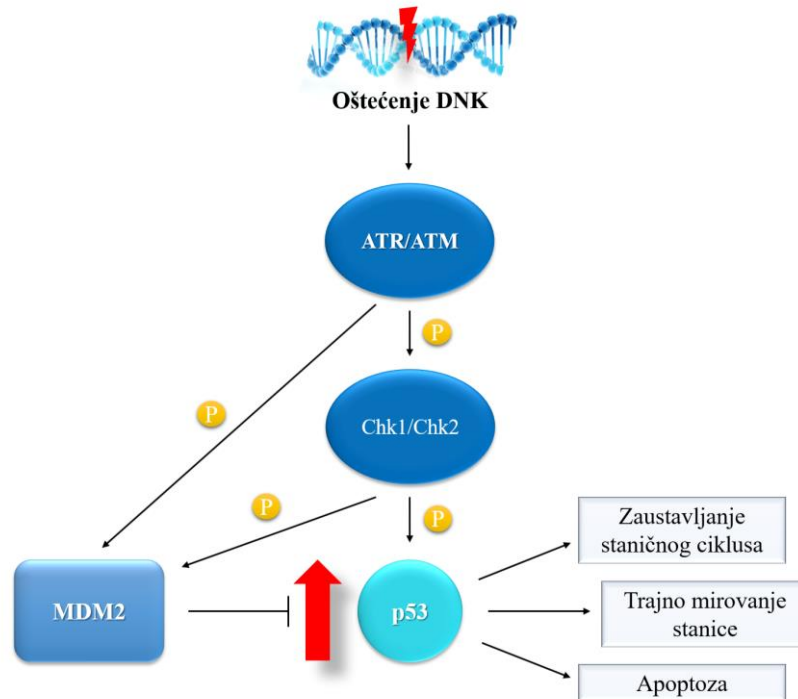 Oštećenje DNK
ATR/ATM
P
Chk1/Chk2
P
P
P
MDM2
p53
Zaustavljanje
staničnog ciklusa
Trajno mirovanje
stanice
Apoptoza